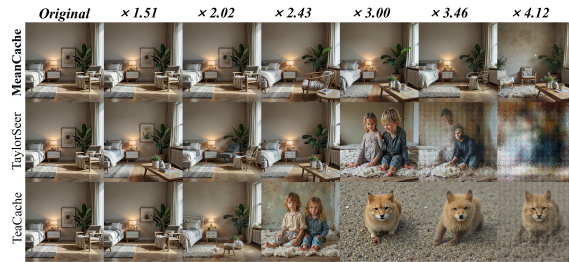 Original × 1.51 × 2.02 × 2.43 × 3.00 × 3.46 × 4.12
MeanCache
TaylorSeer
TeaCache